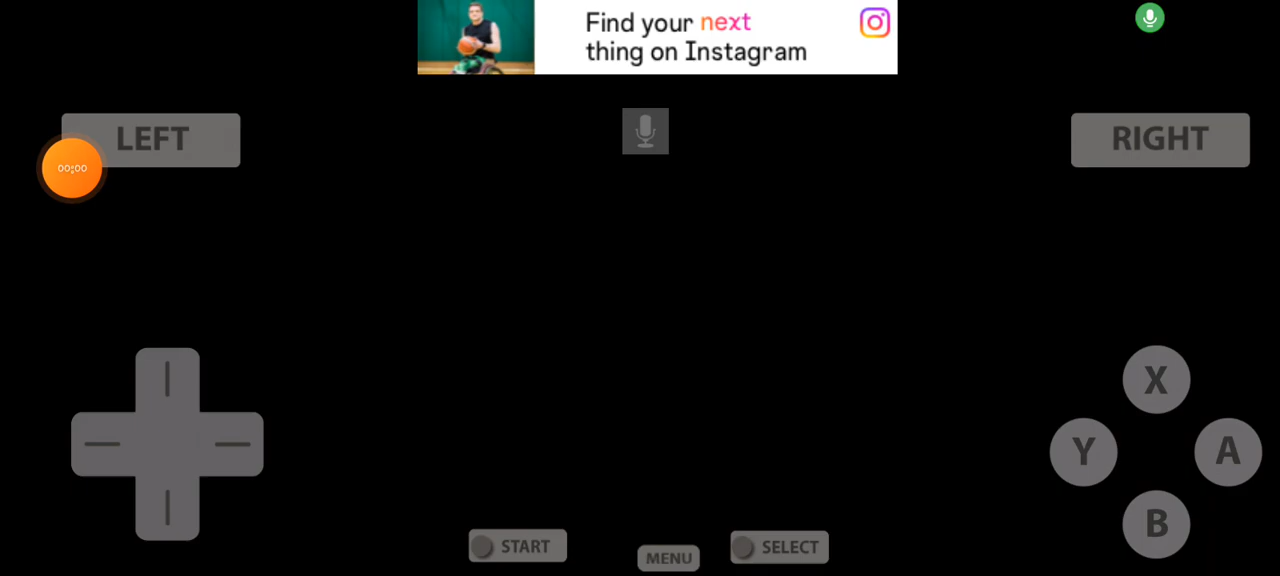 Find your next
thing on Instagram
LEFT
RIGHT
00:00
X
Y
A
B
START
SELECT
MENU